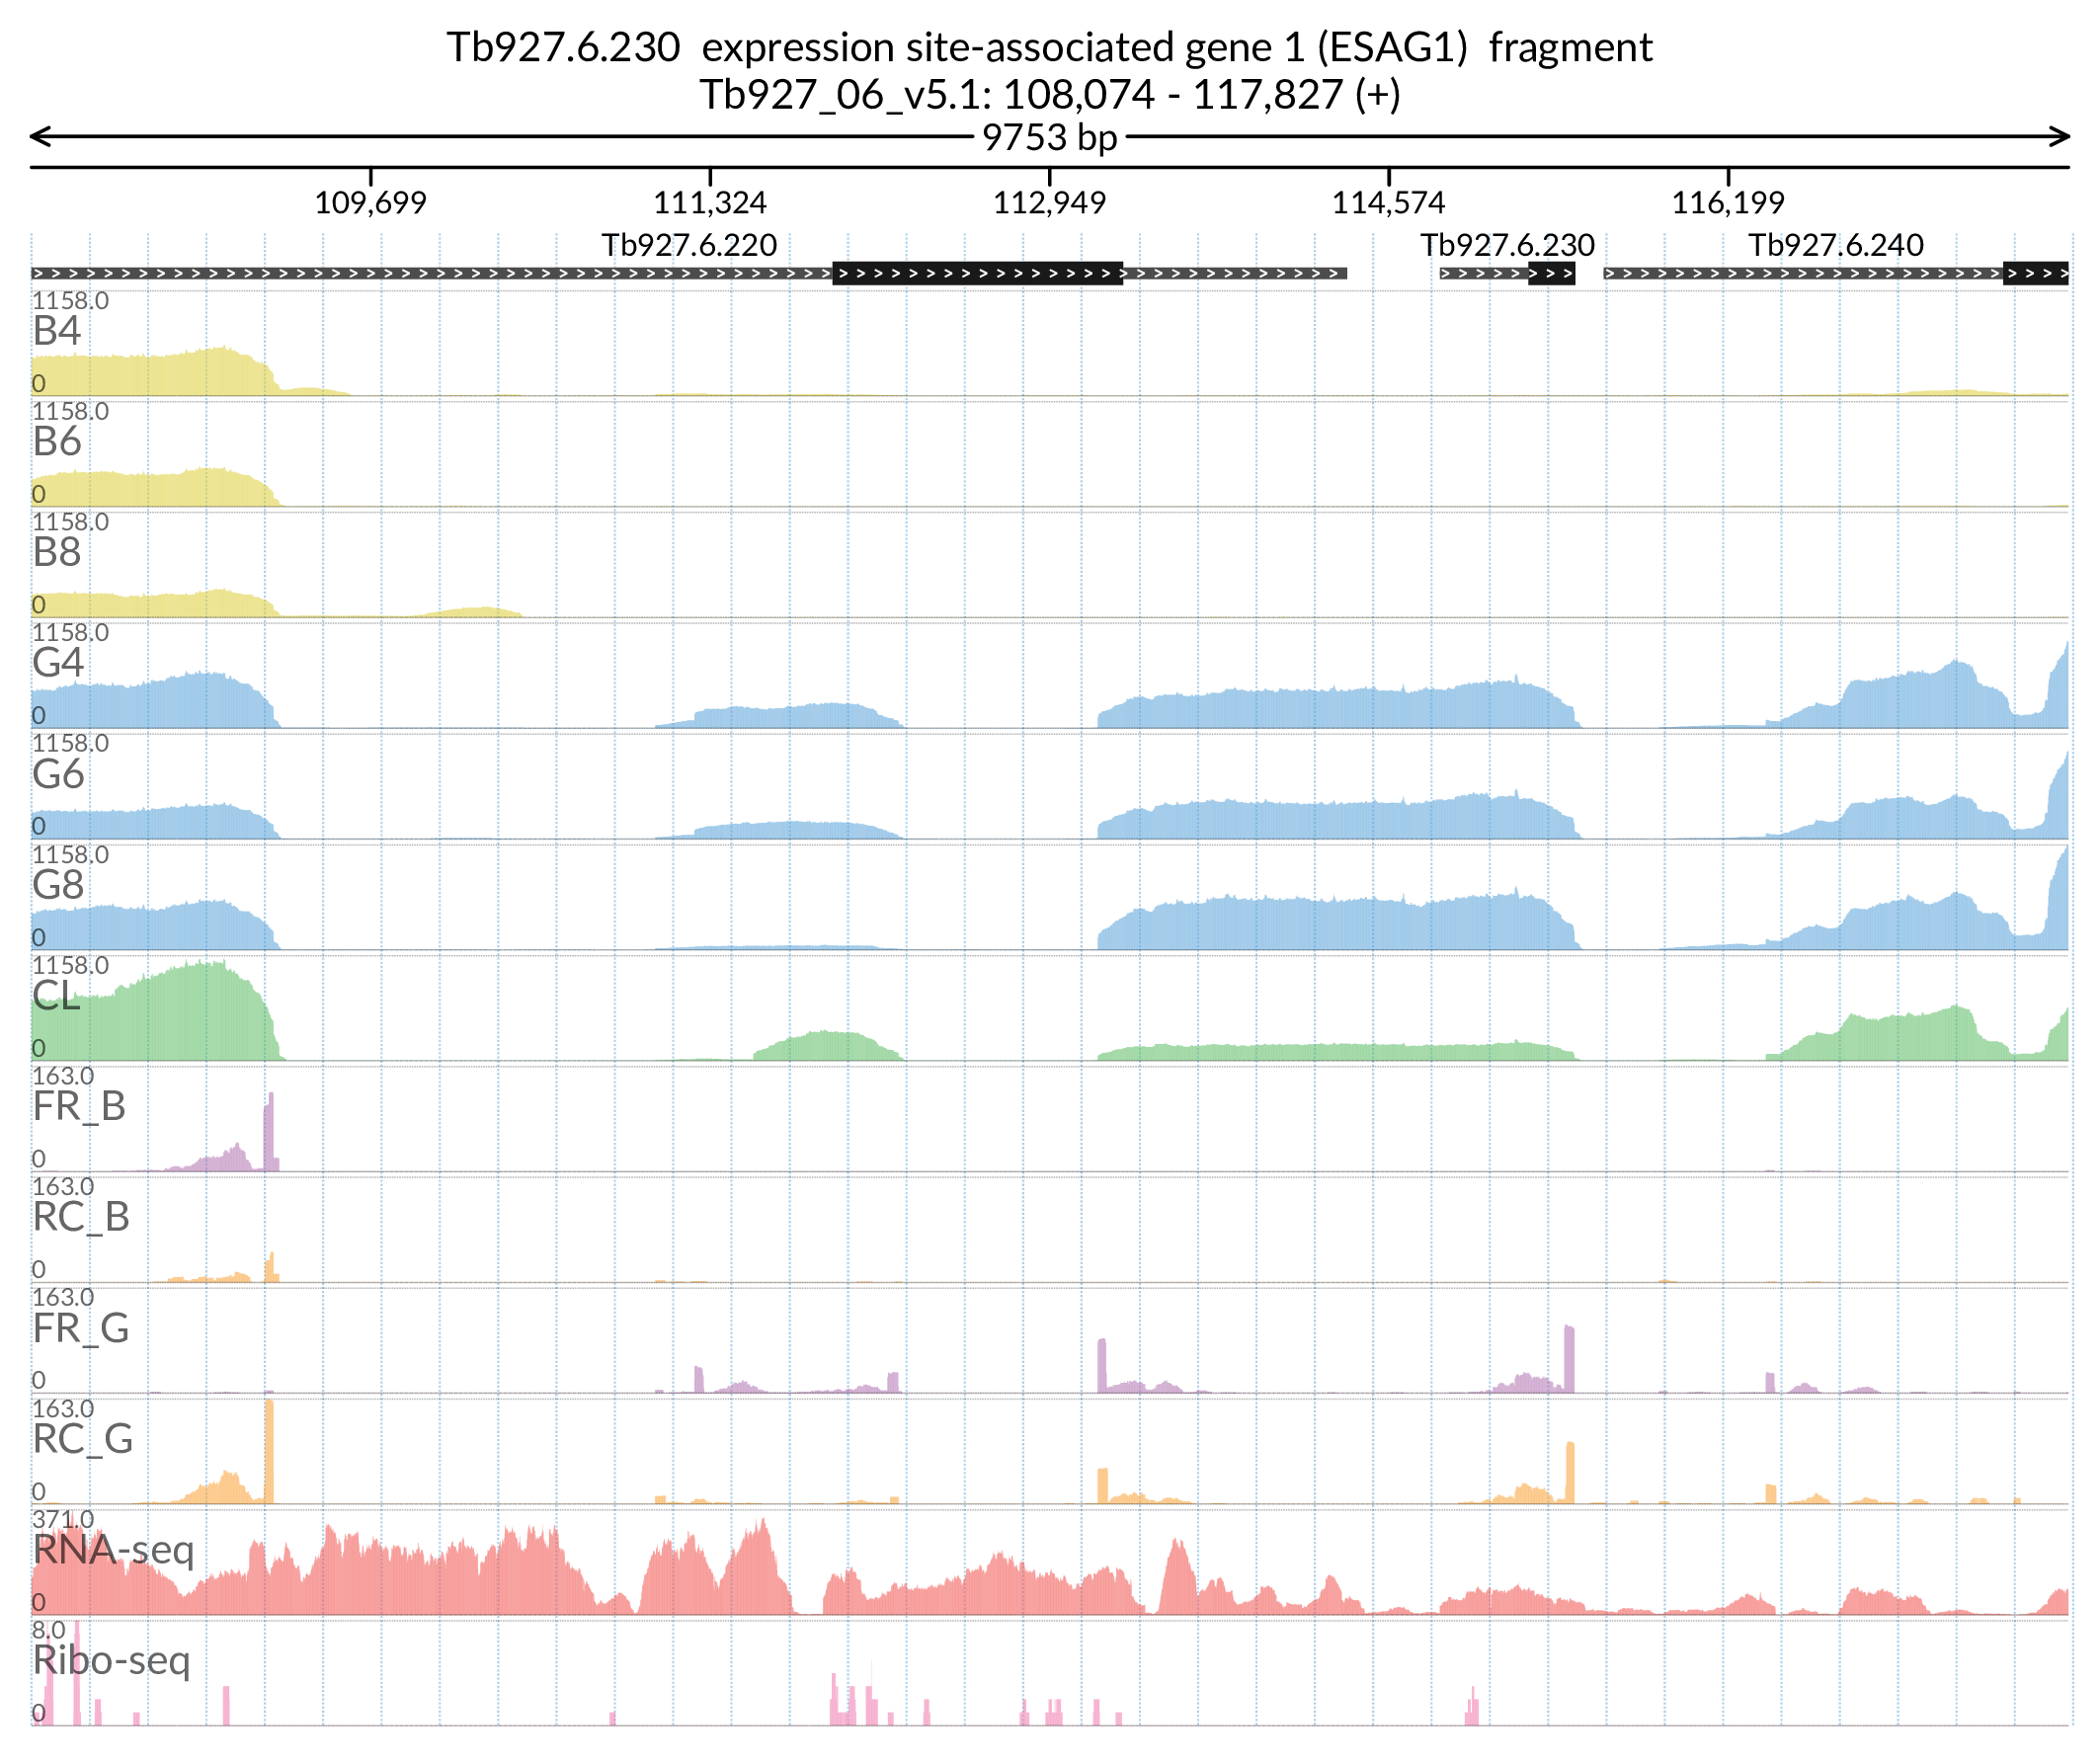 Tb927.6.230 expression site-associated gene 1 (ESAG1) fragment
Tb927_06_v5.1: 108,074 - 117,827 (+)
9753 bp
109,699 111,324 112,949 114,574 116,199
Tb927.6.220 Tb927.6.230 Tb927.6.240
1158.0
B4
0
1158.0
B6
0
1158.0
B8
0
1158.0
G4
0
1158.0
G6
0
1158.0
G8
0
1158.0
CL
0
163.0
FR_B
0
163.0
RC_B
0
163.0
FR_G
0
163.0
RC_G
0
371.0
RNA-seq
0
8.0
Ribo-seq
0